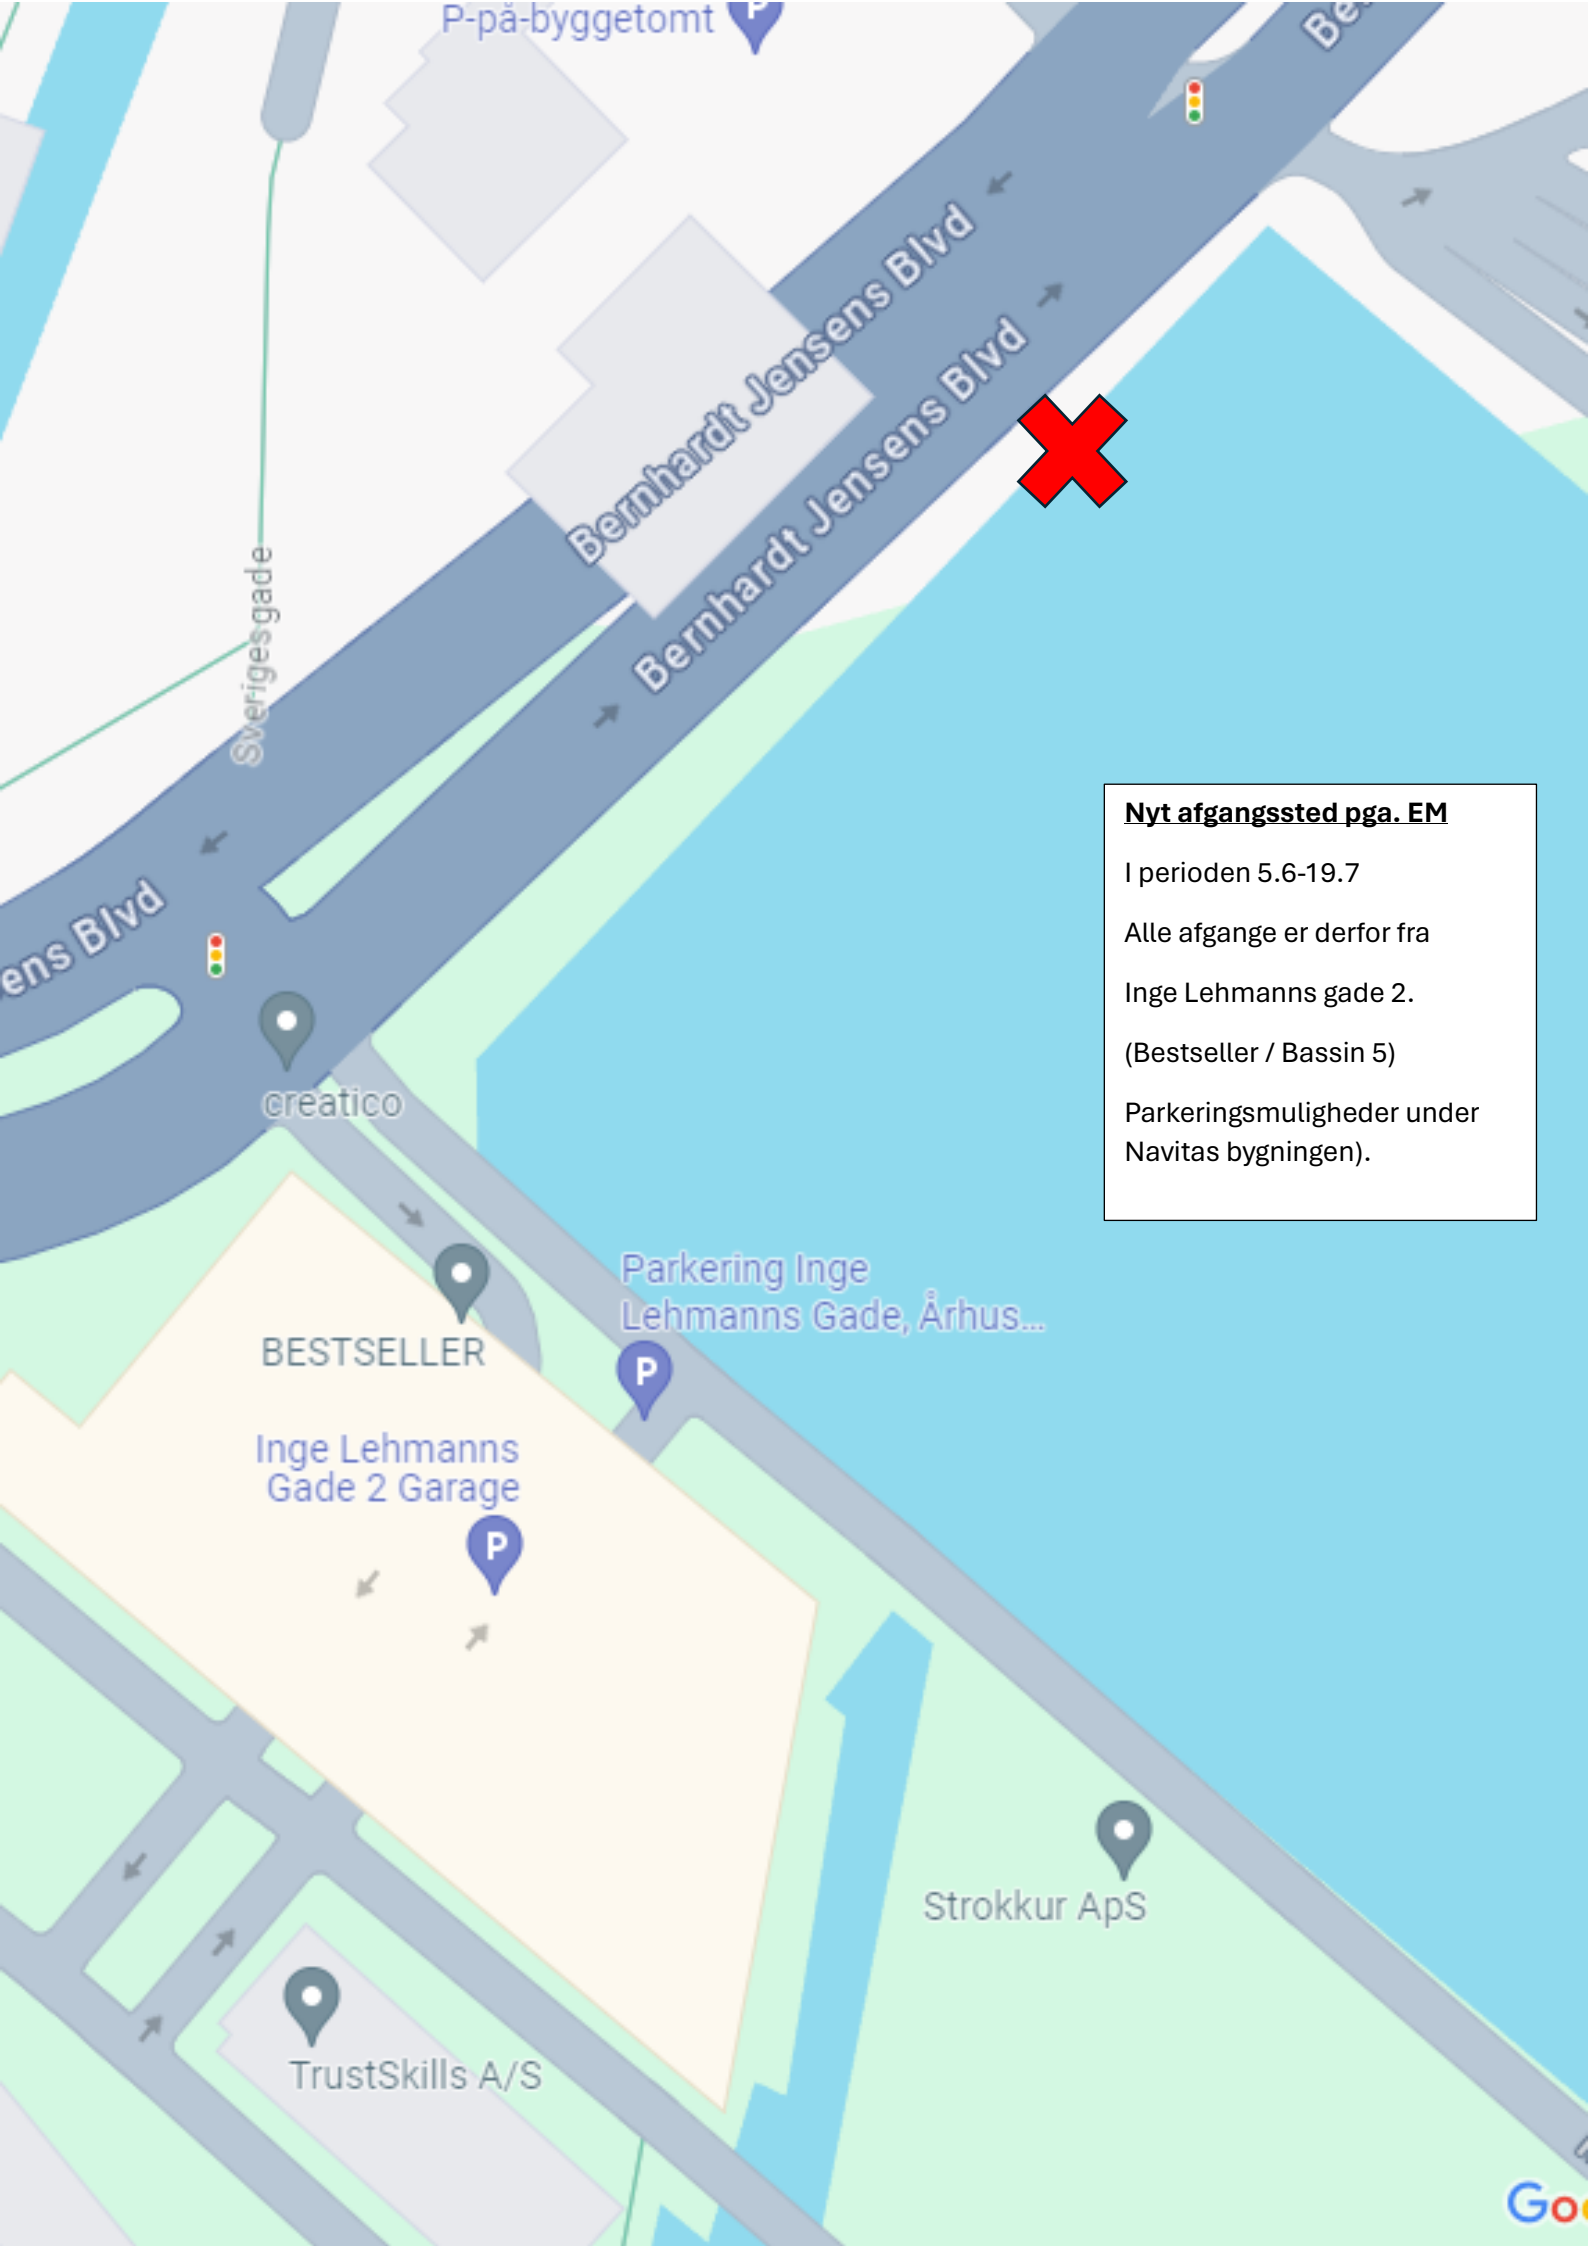 P-på-byggetomt
P
Be
Bernhardt Jensens Blvd
Bernhardt Jensens Blvd
Sverigesgade
ens Blvd
Nyt afgangssted pga. EM
I perioden 5.6-19.7
Alle afgange er derfor fra
Inge Lehmanns gade 2.
(Bestseller / Bassin 5)
Parkeringsmuligheder under
Navitas bygningen).
creatico
Parkering Inge
Lehmanns Gade, Århus...
BESTSELLER
P
Inge Lehmanns
Gade 2 Garage
P
Strokkur ApS
TrustSkills A/S
Goo